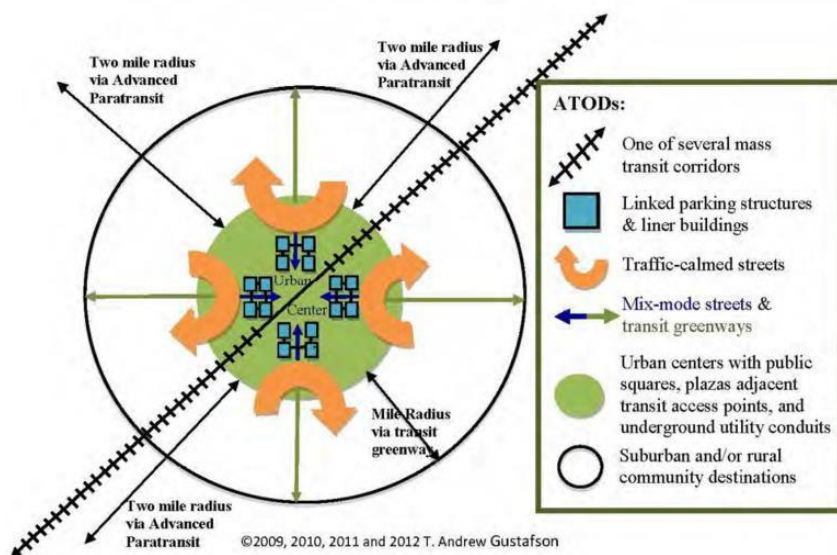 Two mile radius
via Advanced
Paratransit
Two mile radius
via Advanced
Paratransit
Urban
Center
Mile Radius
via transit
greenway
Two mile radius
via Advanced
Paratransit
©2009, 2010, 2011 and 2012 T. Andrew Gustafson
ATODs:
One of several mass
transit corridors
Linked parking structures
& liner buildings
Traffic-calmed streets
Mix-mode streets &
transit greenways
Urban centers with public
squares, plazas adjacent
transit access points, and
underground utility conduits
Suburban and/or rural
community destinations